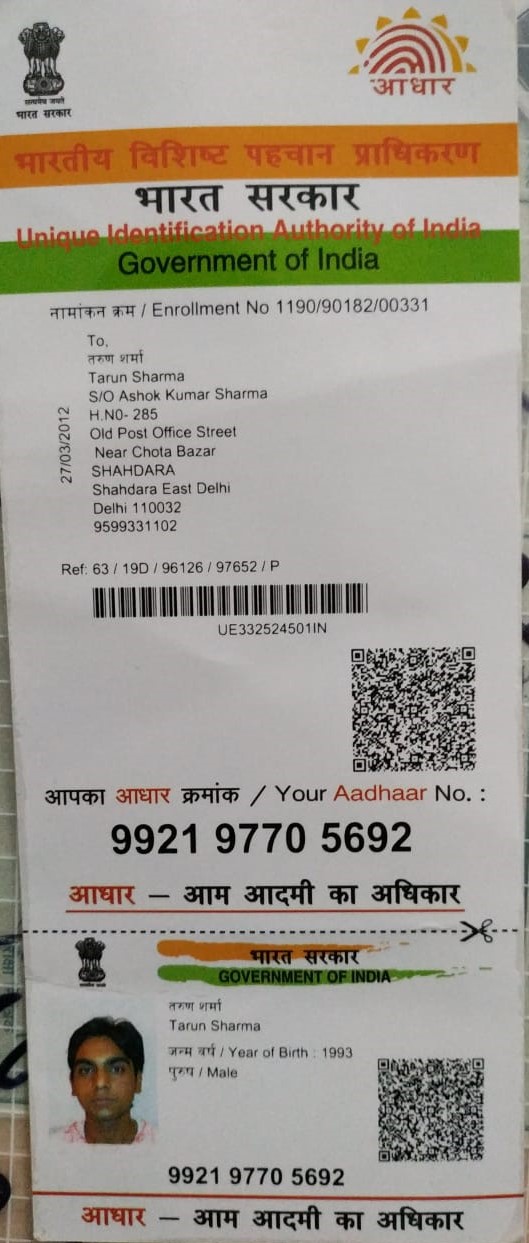 सत्यमेव जयते
भारत सरकार
आधार
भारतीय विशिष्ट पहचान प्राधिकरण
भारत सरकार
Unique Identification Authority of India
Government of India
नामांकन क्रम / Enrollment No 1190/90182/00331
To,
तरुण शर्मा
Tarun Sharma
S/O Ashok Kumar Sharma
H.N0- 285
Old Post Office Street
Near Chota Bazar
SHAHDARA
Shahdara East Delhi
Delhi 110032
9599331102
27/03/2012
Ref: 63 / 19D / 96126 / 97652 / P
UE332524501IN
आपका आधार क्रमांक / Your Aadhaar No. :
9921 9770 5692
आधार — आम आदमी का अधिकार
भारत सरकार
GOVERNMENT OF INDIA
तरुण शर्मा
Tarun Sharma
जन्म वर्ष / Year of Birth : 1993
पुरुष / Male
9921 9770 5692
आधार — आम आदमी का अधिकार